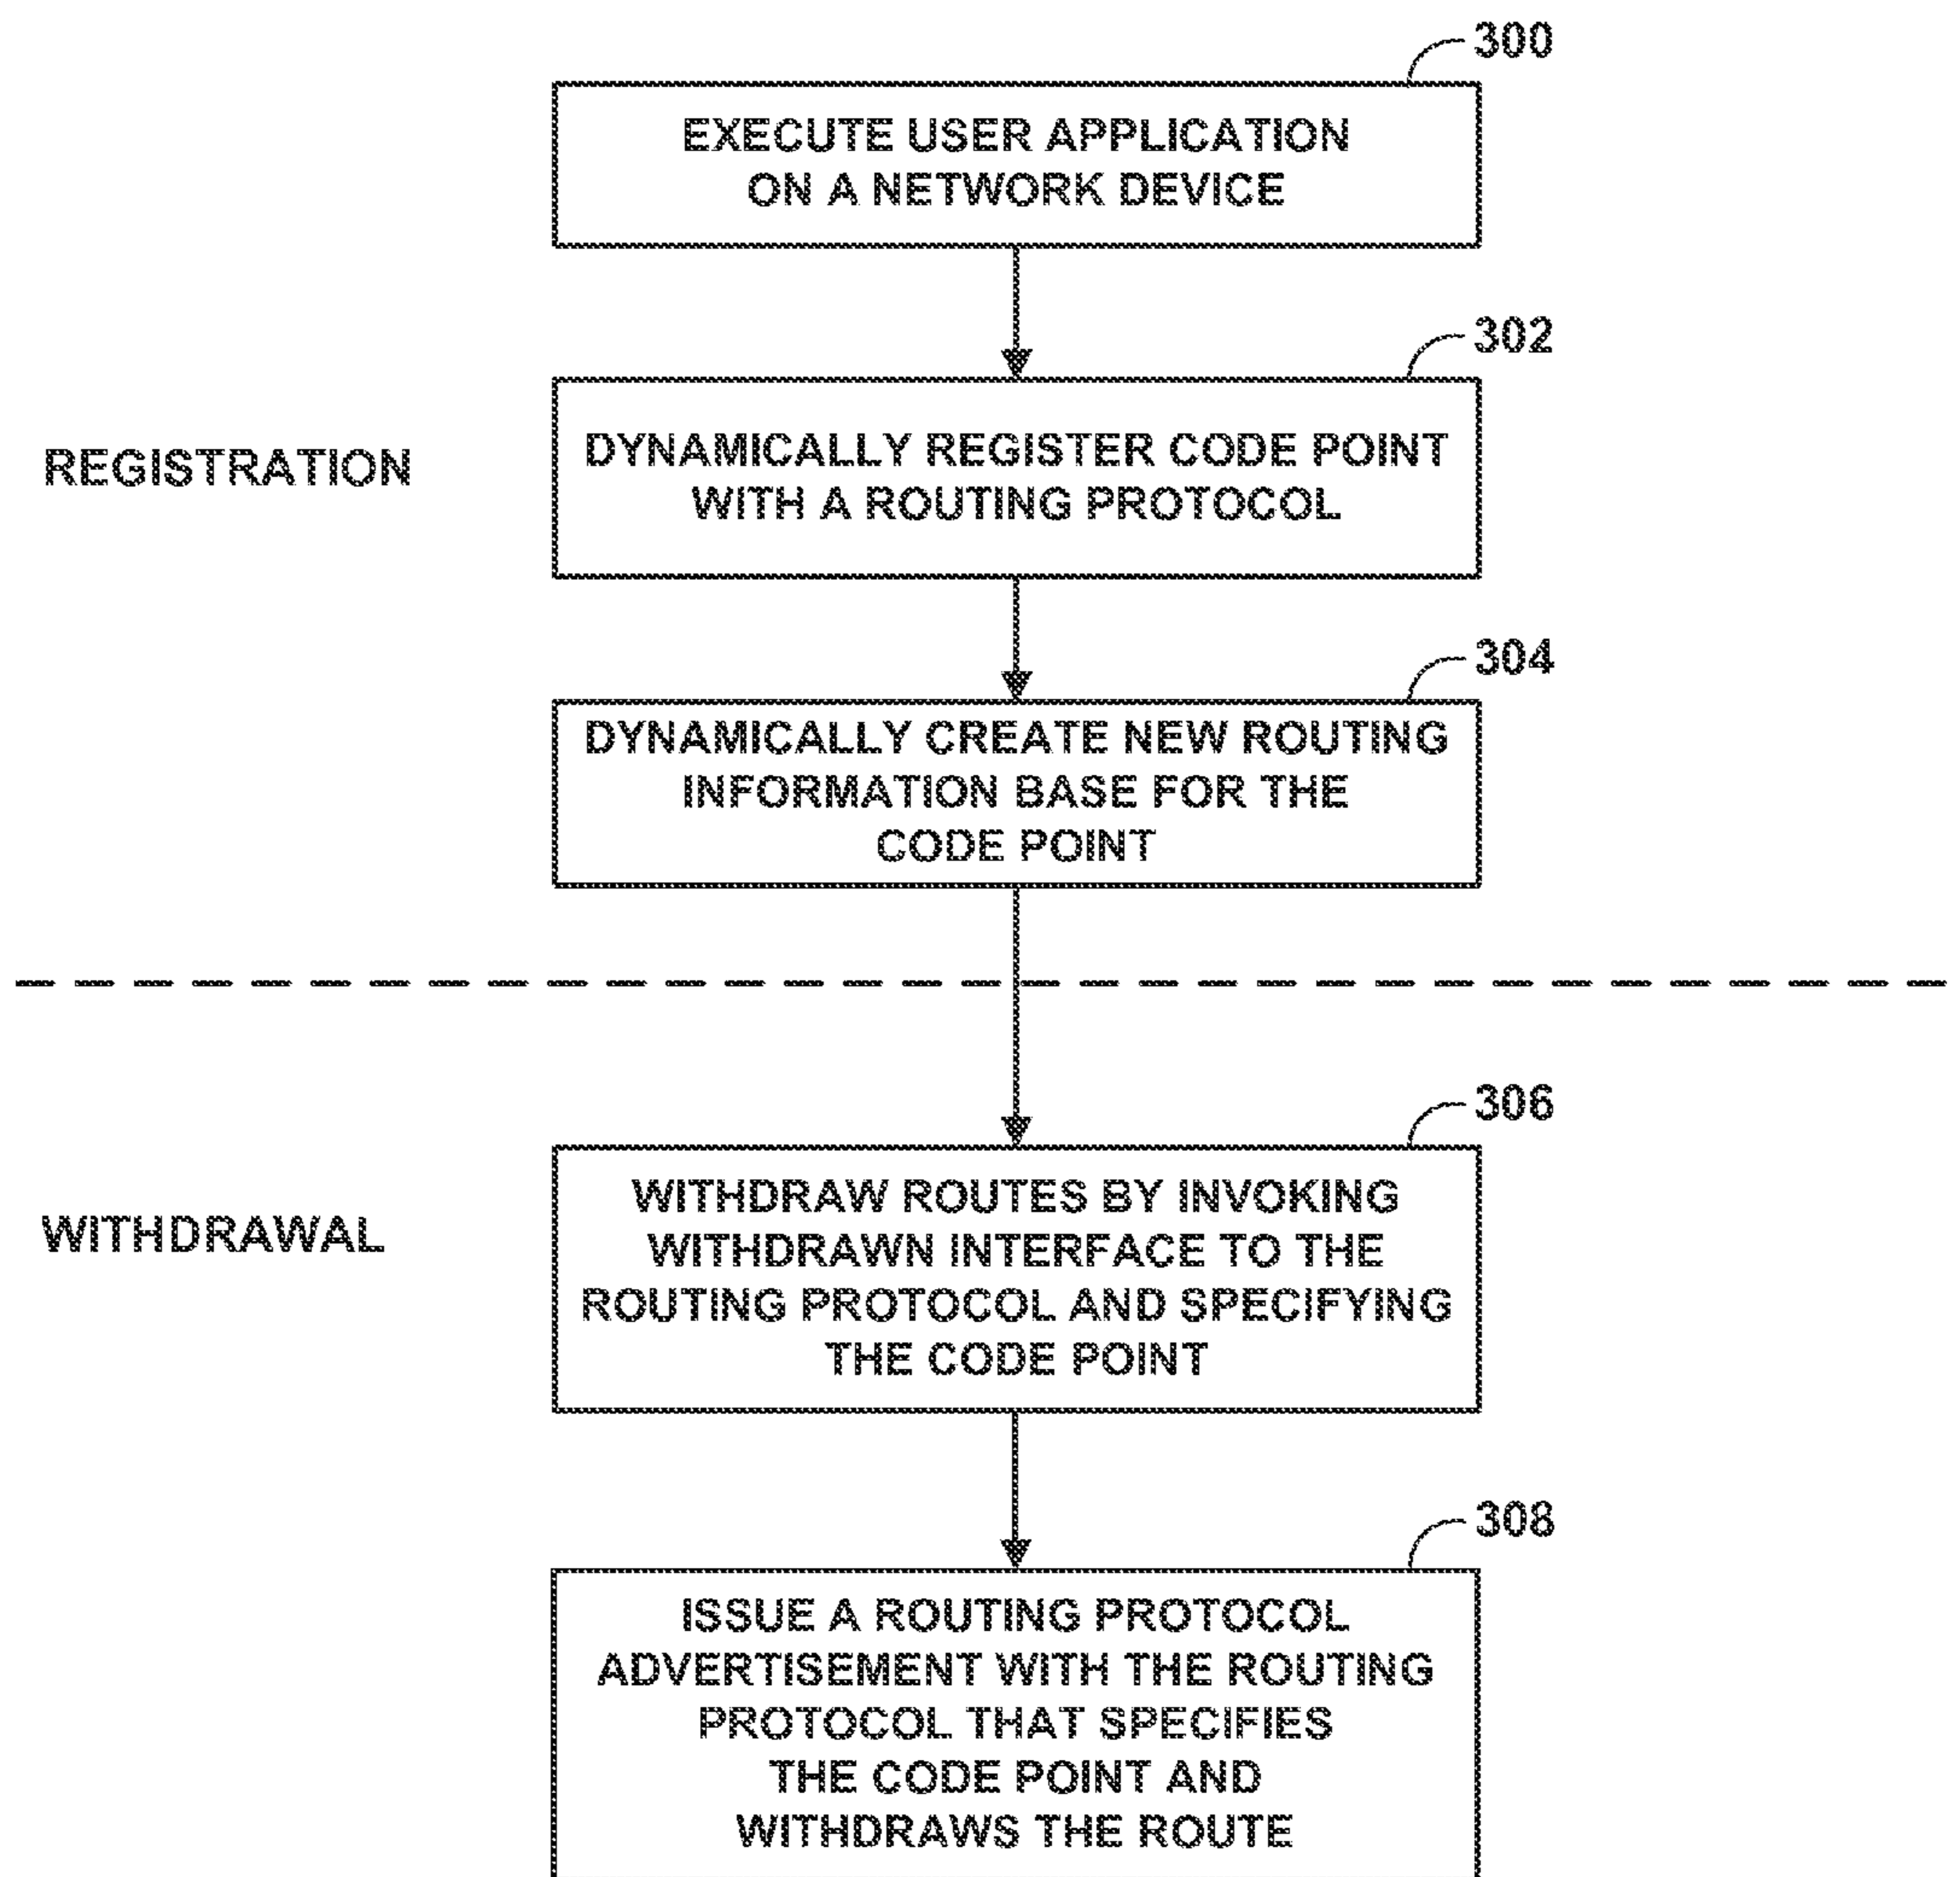 300
EXECUTE USER APPLICATION
ON A NETWORK DEVICE
302
REGISTRATION
DYNAMICALLY REGISTER CODE POINT
WITH A ROUTING PROTOCOL
304
DYNAMICALLY CREATE NEW ROUTING
INFORMATION BASE FOR THE
CODE POINT
306
WITHDRAWAL
WITHDRAW ROUTES BY INVOKING
WITHDRAWN INTERFACE TO THE
ROUTING PROTOCOL AND SPECIFYING
THE CODE POINT
308
ISSUE A ROUTING PROTOCOL
ADVERTISEMENT WITH THE ROUTING
PROTOCOL THAT SPECIFIES
THE CODE POINT AND
WITHDRAWS THE ROUTE